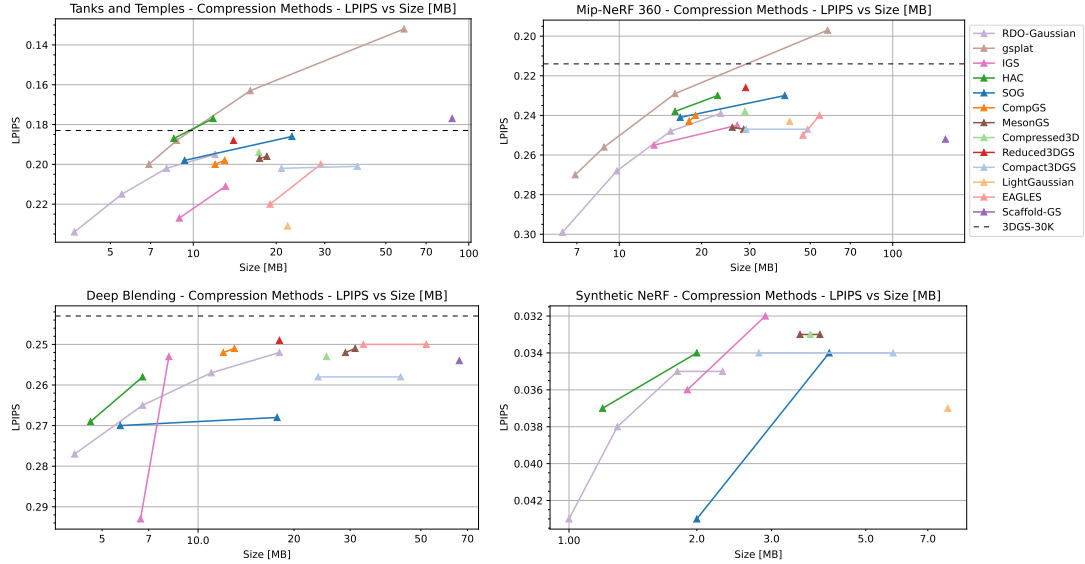 Tanks and Temples - Compression Methods - LPIPS vs Size [MB]
0.14
0.16
0.18
0.20
0.22
LPIPS
5
10
20
30
50
70
Size [MB]
Mip-NeRF 360 - Compression Methods - LPIPS vs Size [MB]
0.20
0.22
0.24
0.26
0.28
0.30
LPIPS
7
10
20
30
50
70
100
Size [MB]
RDO-Gaussian
gsplat
IGS
HAC
SOG
CompGS
MesonGS
Compressed3D
Reduced3DGS
Compact3DGS
LightGaussian
EAGLES
Scaffold-GS
3DGS-30K
Deep Blending - Compression Methods - LPIPS vs Size [MB]
0.25
0.26
0.27
0.28
0.29
LPIPS
5
7
10.0
20
30
50
70
Size [MB]
Synthetic NeRF - Compression Methods - LPIPS vs Size [MB]
0.032
0.034
0.036
0.038
0.040
0.042
LPIPS
1.00
2.0
3.0
5.0
7.0
Size [MB]